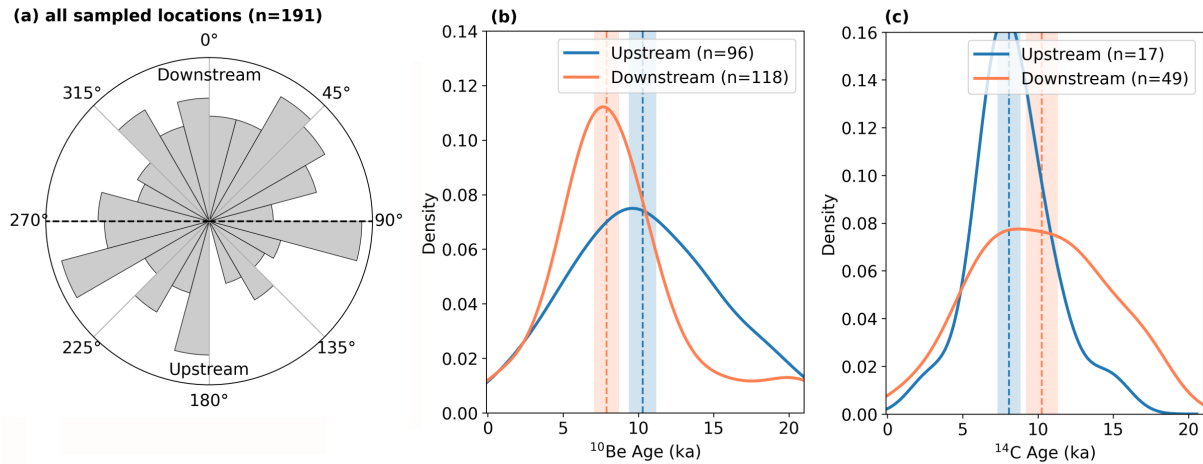 (a) all sampled locations (n=191)
0°
Downstream
315°
45°
270°
90°
225°
135°
Upstream
180°
(b)
0.14
0.12
0.10
0.08
0.06
0.04
0.02
0.00
Density
Upstream (n=96)
Downstream (n=118)
0
5
10
15
20
¹⁰Be Age (ka)
(c)
0.16
0.14
0.12
0.10
0.08
0.06
0.04
0.02
0.00
Density
Upstream (n=17)
Downstream (n=49)
0
5
10
15
20
¹⁴C Age (ka)